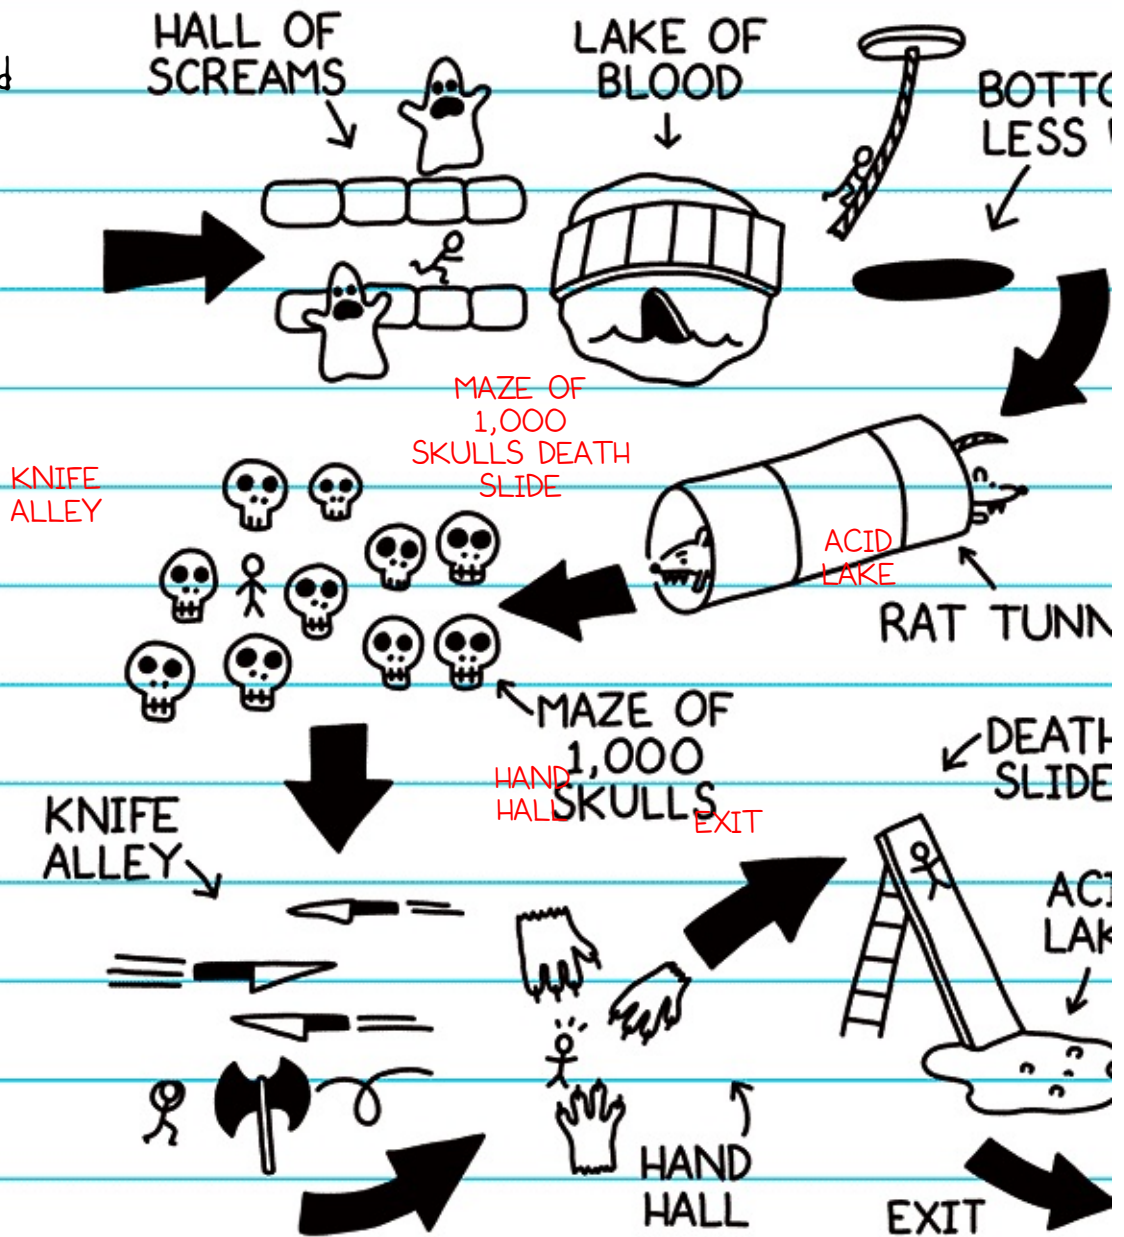 d
HALL OF
SCREAMS
LAKE OF
BLOOD
BOTTO
LESS
MAZE OF
1,000
SKULLS DEATH
SLIDE
KNIFE
ALLEY
ACID
LAKE
RAT TUNN
MAZE OF
1,000
SKULLS
DEATH
SLIDE
HAND
HALL
EXIT
KNIFE
ALLEY
ACI
LAK
HAND
HALL
EXIT